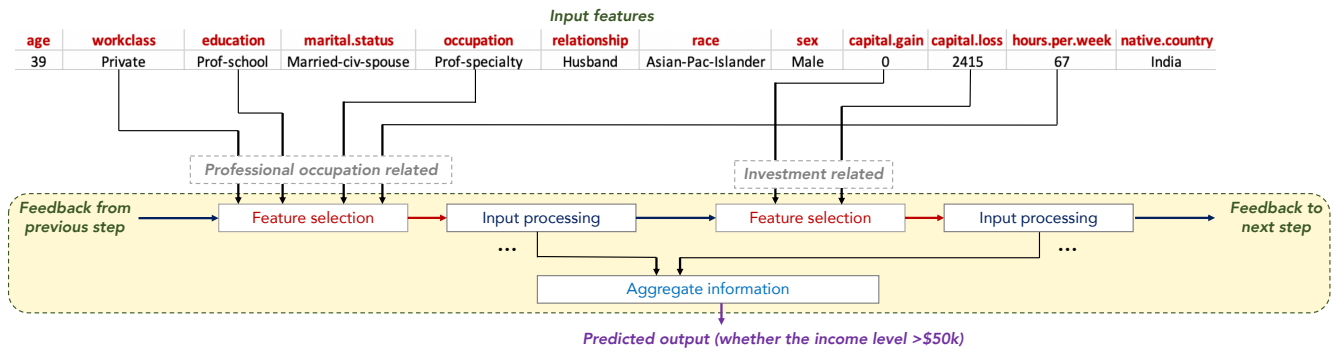 Input features
age workclass education marital.status occupation relationship race sex capital.gain capital.loss hours.per.week native.country
39 Private Prof-school Married-civ-spouse Prof-specialty Husband Asian-Pac-Islander Male 0 2415 67 India
Professional occupation related
Investment related
Feedback from
previous step
Feature selection
Input processing
Feature selection
Input processing
Feedback to
next step
...
...
Aggregate information
Predicted output (whether the income level >$50k)